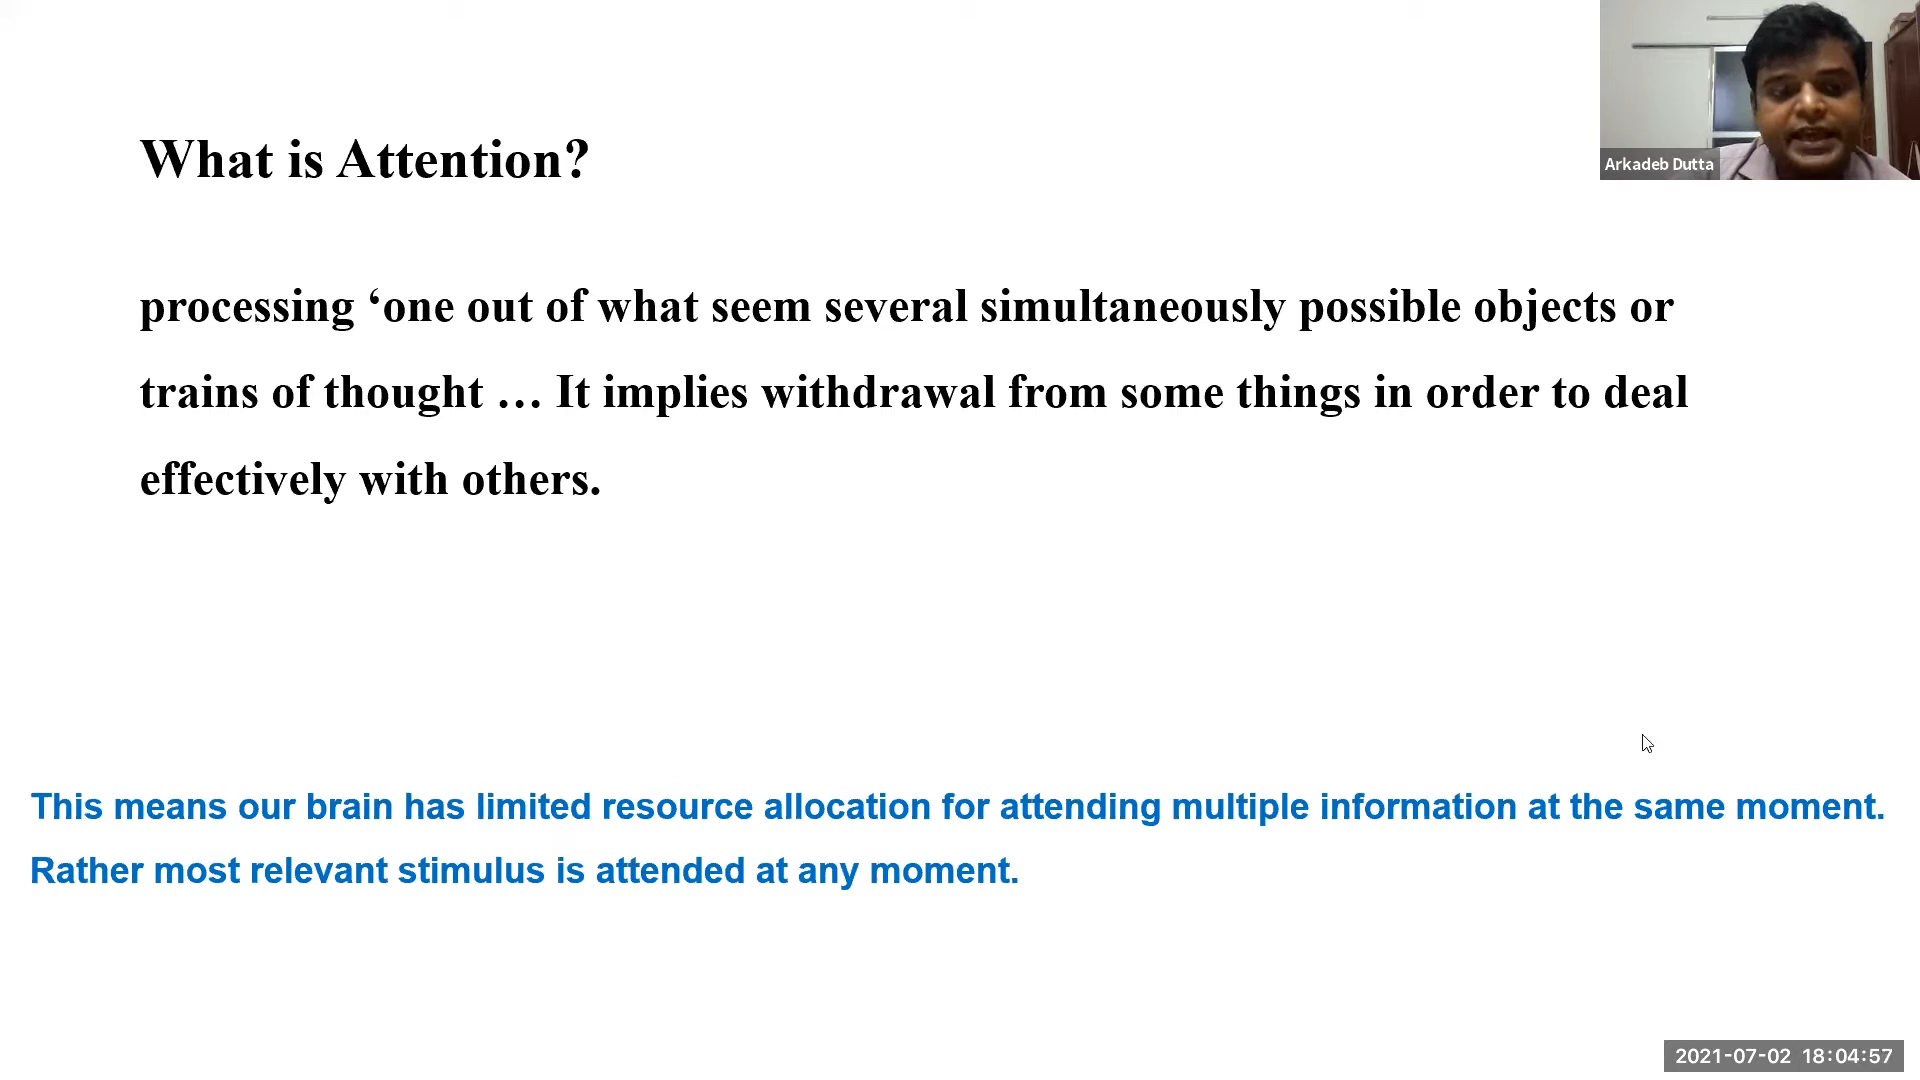 What is Attention?
Arkadeb Dutta
processing ‘one out of what seem several simultaneously possible objects or
trains of thought … It implies withdrawal from some things in order to deal
effectively with others.
This means our brain has limited resource allocation for attending multiple information at the same moment.
Rather most relevant stimulus is attended at any moment.
2021-07-02 18:04:57